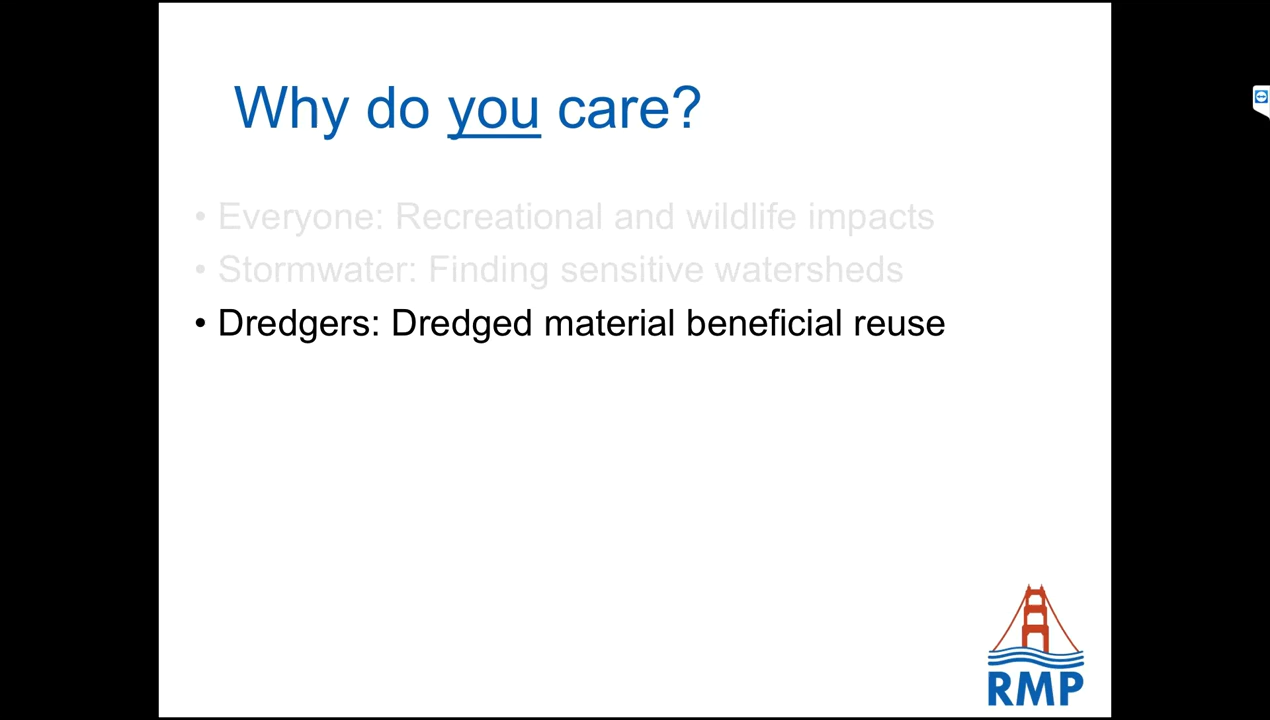 Why do you care?
• Everyone: Recreational and wildlife impacts
• Stormwater: Finding sensitive watersheds
• Dredgers: Dredged material beneficial reuse
RMP